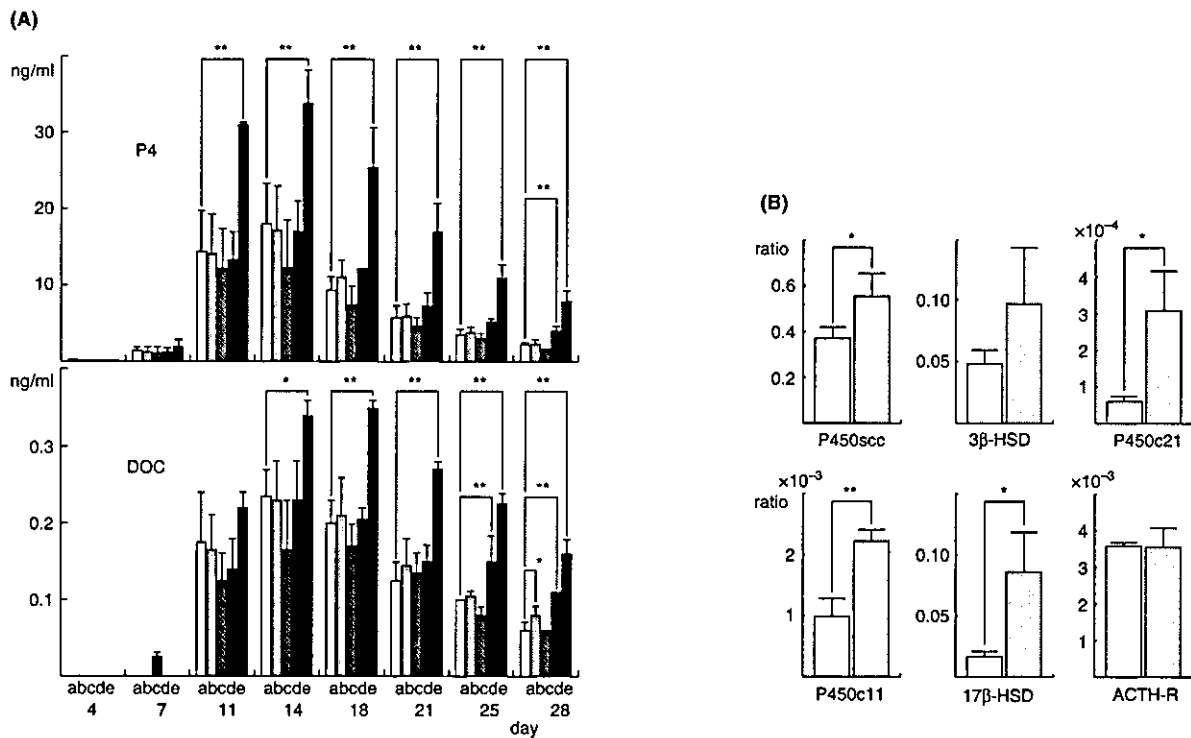 (A)
** ** ** ** ** **
ng/ml
P4
30
20
10
**
ng/ml
* ** ** ** **
DOC
0.3
0.2
0.1
** **
*
abcde abcde abcde abcde abcde abcde abcde abcde
4 7 11 14 18 21 25 28
day
(B)
ratio
0.6
0.4
0.2
*
P450scc
0.10
0.05
3β-HSD
×10⁻⁴
4
3
2
1
*
P450c21
×10⁻³
ratio
2
1
**
P450c11
0.10
0.05
*
17β-HSD
×10⁻³
4
3
2
1
ACTH-R